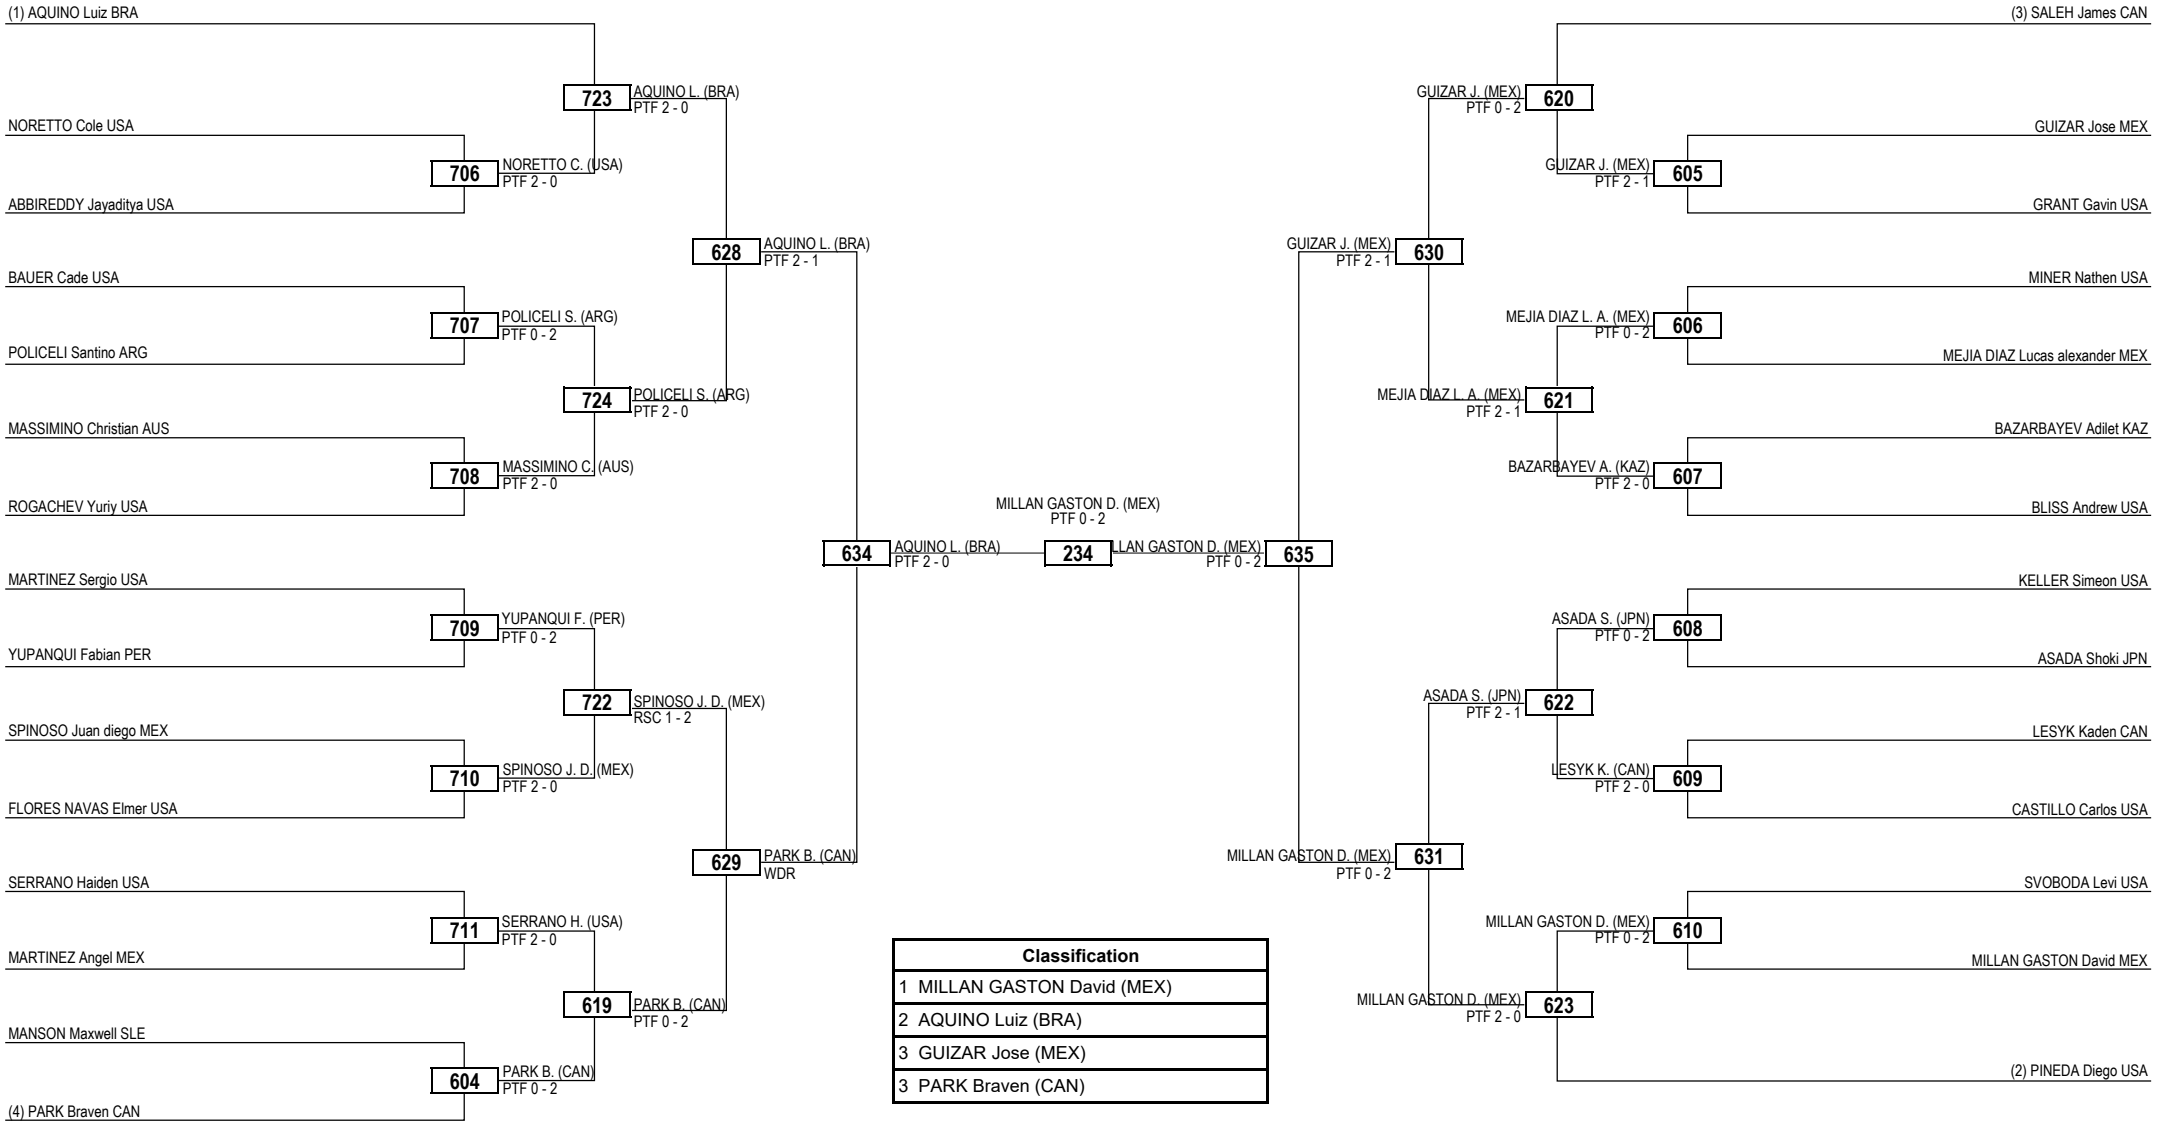 (1) AQUINO Luiz BRA
723
AQUINO L. (BRA)
PTF 2 - 0
NORETTO Cole USA
706
NORETTO C. (USA)
PTF 2 - 0
ABBIREDDY Jayaditya USA
628
AQUINO L. (BRA)
PTF 2 - 1
BAUER Cade USA
707
POLICELI S. (ARG)
PTF 0 - 2
POLICELI Santino ARG
724
POLICELI S. (ARG)
PTF 2 - 0
MASSIMINO Christian AUS
708
MASSIMINO C. (AUS)
PTF 2 - 0
ROGACHEV Yuriy USA
634
AQUINO L. (BRA)
PTF 2 - 0
MARTINEZ Sergio USA
709
YUPANQUI F. (PER)
PTF 0 - 2
YUPANQUI Fabian PER
722
SPINOSO J. D. (MEX)
RSC 1 - 2
SPINOSO Juan diego MEX
710
SPINOSO J. D. (MEX)
PTF 2 - 0
FLORES NAVAS Elmer USA
629
PARK B. (CAN)
WDR
SERRANO Haiden USA
711
SERRANO H. (USA)
PTF 2 - 0
MARTINEZ Angel MEX
619
PARK B. (CAN)
PTF 0 - 2
MANSON Maxwell SLE
604
PARK B. (CAN)
PTF 0 - 2
(4) PARK Braven CAN
MILLAN GASTON D. (MEX)
PTF 0 - 2
234
LLAN GASTON D. (MEX)
PTF 0 - 2
635
(3) SALEH James CAN
GUIZAR J. (MEX)
PTF 0 - 2
620
GUIZAR Jose MEX
GUIZAR J. (MEX)
PTF 2 - 1
605
GRANT Gavin USA
GUIZAR J. (MEX)
PTF 2 - 1
630
MINER Nathen USA
MEJIA DIAZ L. A. (MEX)
PTF 0 - 2
606
MEJIA DIAZ Lucas alexander MEX
MEJIA DIAZ L. A. (MEX)
PTF 2 - 1
621
BAZARBAYEV Adilet KAZ
BAZARBAYEV A. (KAZ)
PTF 2 - 0
607
BLISS Andrew USA
KELLER Simeon USA
ASADA S. (JPN)
PTF 0 - 2
608
ASADA Shoki JPN
ASADA S. (JPN)
PTF 2 - 1
622
LESYK Kaden CAN
LESYK K. (CAN)
PTF 2 - 0
609
CASTILLO Carlos USA
MILLAN GASTON D. (MEX)
PTF 0 - 2
631
SVOBODA Levi USA
MILLAN GASTON D. (MEX)
PTF 0 - 2
610
MILLAN GASTON David MEX
MILLAN GASTON D. (MEX)
PTF 2 - 0
623
(2) PINEDA Diego USA
Classification
1 MILLAN GASTON David (MEX)
2 AQUINO Luiz (BRA)
3 GUIZAR Jose (MEX)
3 PARK Braven (CAN)